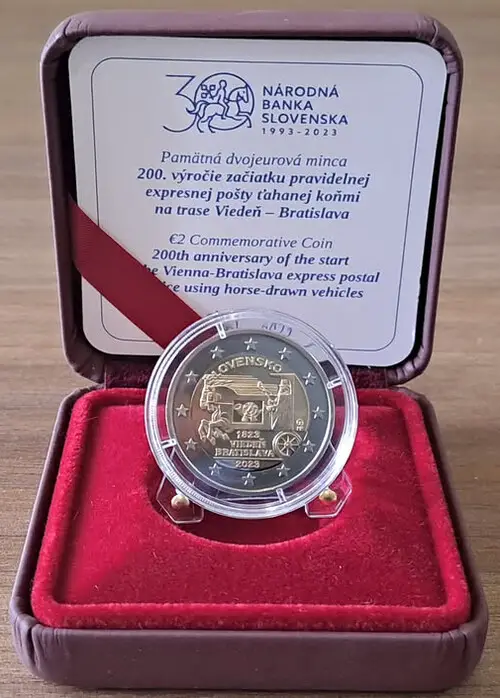 30
NÁRODNÁ
BANKA
SLOVENSKA
1993-2023
Pamätná dvojeurová minca
200. výročie začiatku pravidelnej
expresnej pošty ťahanej koňmi
na trase Viedeň – Bratislava
€2 Commemorative Coin
200th anniversary of the start
Vienna-Bratislava express postal
using horse-drawn vehicles
SLOVENSKO
1823
VIEDEŇ
BRATISLAVA
2023